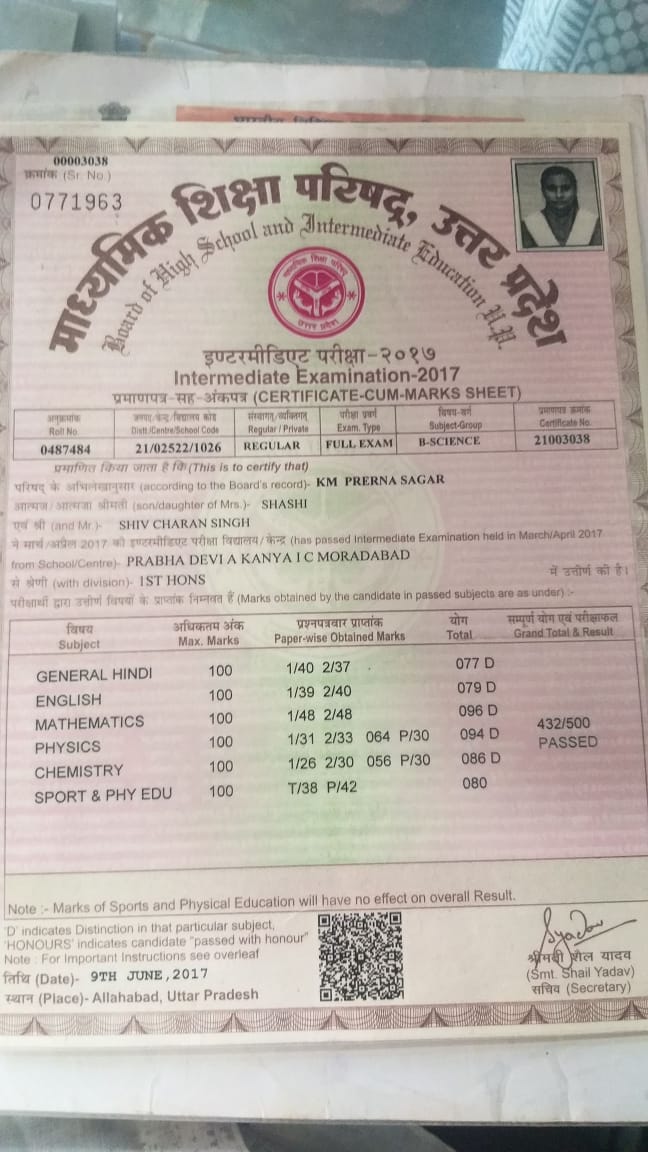 00003038
क्रमांक (Sr. No.)
0771963
माध्यमिक शिक्षा परिषद्, उत्तर प्रदेश
Board of High School and Intermediate Education U.P.
माध्यमिक शिक्षा परिषद
उत्तर प्रदेश
इण्टरमीडिएट परीक्षा-२०१७
Intermediate Examination-2017
प्रमाणपत्र-सह-अंकपत्र (CERTIFICATE-CUM-MARKS SHEET)
अनुक्रमांक जनपद/केन्द्र/विद्यालय कोड संस्थागत/व्यक्तिगत परीक्षा प्रवर्ग विषय-वर्ग प्रमाणपत्र क्रमांक
Roll No. Distt./Centre/School Code Regular / Private Exam. Type Subject-Group Certificate No.
0487484 21/02522/1026 REGULAR FULL EXAM B-SCIENCE 21003038
प्रमाणित किया जाता है कि (This is to certify that)
परिषद के अभिलेखानुसार (according to the Board's record)- KM PRERNA SAGAR
आत्मज/आत्मजा श्रीमती (son/daughter of Mrs.)- SHASHI
एवं श्री (and Mr.)- SHIV CHARAN SINGH
ने मार्च/अप्रैल 2017 की इण्टरमीडिएट परीक्षा विद्यालय/केन्द्र (has passed Intermediate Examination held in March/April 2017
from School/Centre)- PRABHA DEVI A KANYA I C MORADABAD
से श्रेणी (with division)- 1ST HONS में उत्तीर्ण की है।
परीक्षार्थी द्वारा उत्तीर्ण विषयों के प्राप्तांक निम्नवत हैं (Marks obtained by the candidate in passed subjects are as under) :-
विषय अधिकतम अंक प्रश्नपत्रवार प्राप्तांक योग सम्पूर्ण योग एवं परीक्षाफल
Subject Max. Marks Paper-wise Obtained Marks Total Grand Total & Result
GENERAL HINDI 100 1/40 2/37 077 D
ENGLISH 100 1/39 2/40 079 D
MATHEMATICS 100 1/48 2/48 096 D 432/500
PHYSICS 100 1/31 2/33 064 P/30 094 D PASSED
CHEMISTRY 100 1/26 2/30 056 P/30 086 D
SPORT & PHY EDU 100 T/38 P/42 080
Note :- Marks of Sports and Physical Education will have no effect on overall Result.
'D' indicates Distinction in that particular subject,
'HONOURS' indicates candidate "passed with honour"
Note : For Important Instructions see overleaf
तिथि (Date)- 9TH JUNE,2017
स्थान (Place)- Allahabad, Uttar Pradesh
Syadav
श्रीमती शैल यादव
(Smt. Shail Yadav)
सचिव (Secretary)